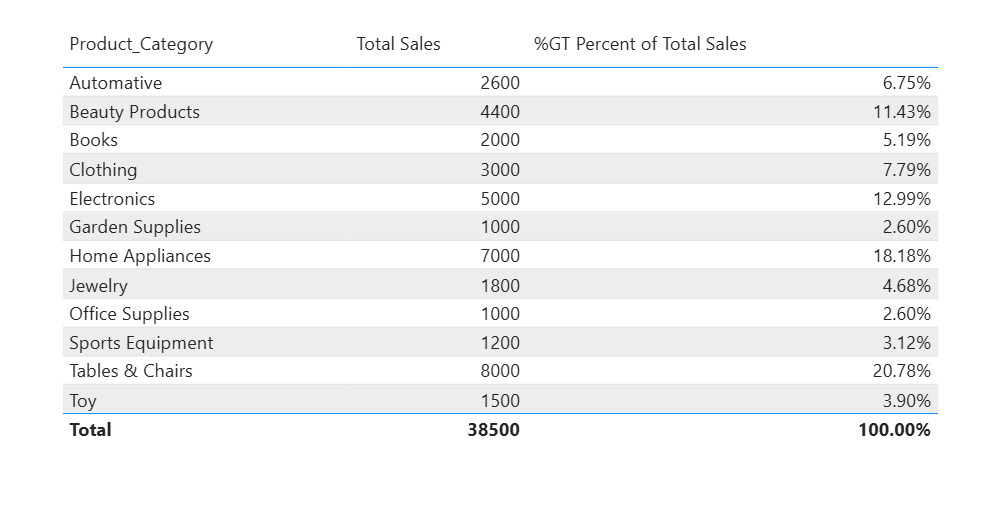 Product_Category Total Sales %GT Percent of Total Sales
Automative 2600 6.75%
Beauty Products 4400 11.43%
Books 2000 5.19%
Clothing 3000 7.79%
Electronics 5000 12.99%
Garden Supplies 1000 2.60%
Home Appliances 7000 18.18%
Jewelry 1800 4.68%
Office Supplies 1000 2.60%
Sports Equipment 1200 3.12%
Tables & Chairs 8000 20.78%
Toy 1500 3.90%
Total 38500 100.00%